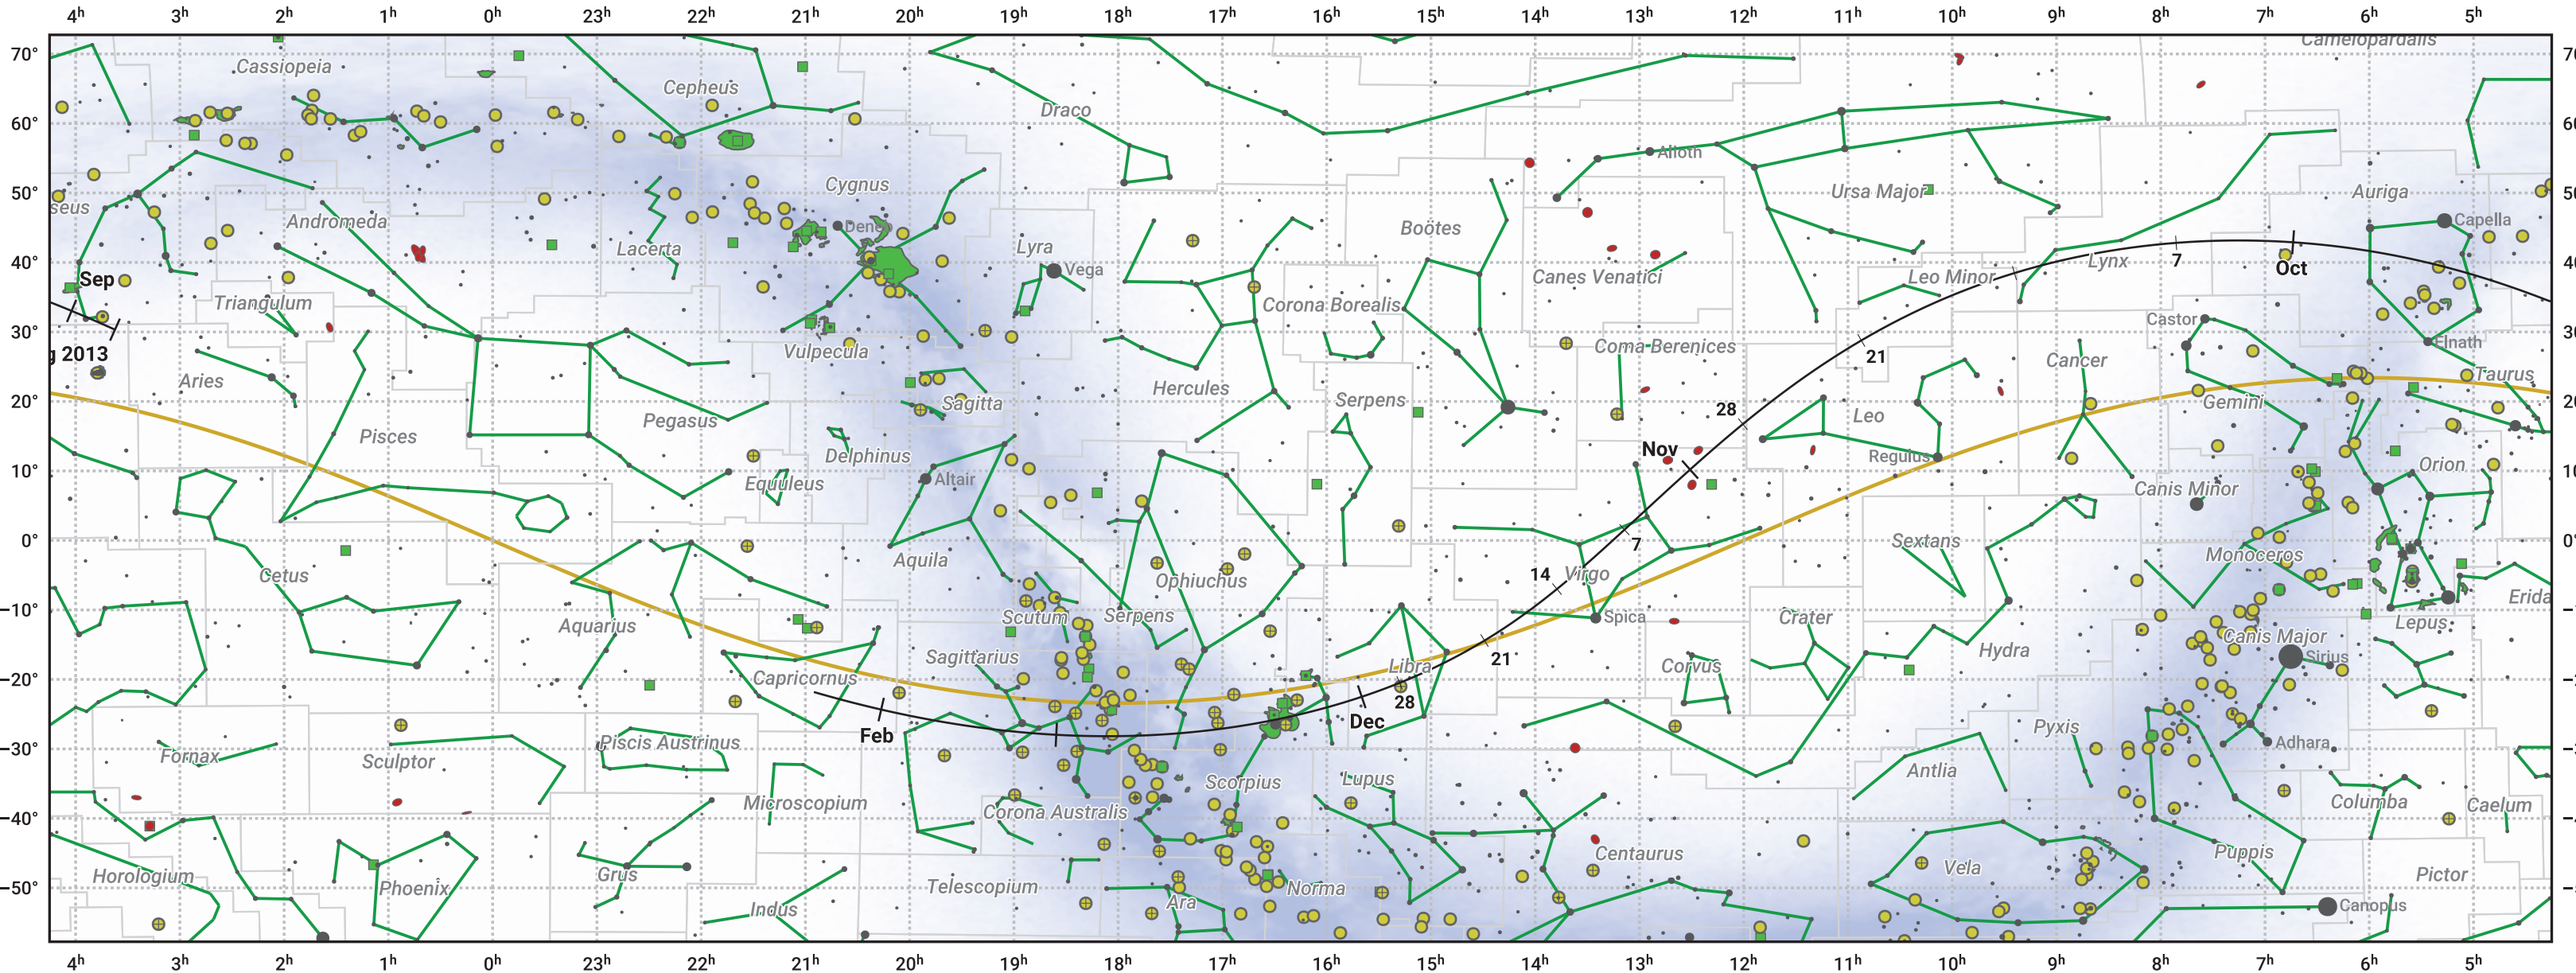 4h 3h 2h 1h 0h 23h 22h 21h 20h 19h 18h 17h 16h 15h 14h 13h 12h 11h 10h 9h 8h 7h 6h 5h
Camelopardalis
70°
Cassiopeia
Cepheus
Draco
60°
Alioth
Cygnus
Ursa Major
Auriga
50°
seus
Andromeda
Deneb
Boötes
Capella
Lacerta
Lyra
40°
Vega
Canes Venatici
Leo Minor
Lynx
7
Oct
Sep
Triangulum
Corona Borealis
30°
g 2013
Vulpecula
Coma Berenices
21
Castor
Elnath
Cancer
Aries
Hercules
Taurus
20°
Sagitta
Serpens
Gemini
Pegasus
28
Leo
Pisces
Delphinus
Nov
Regulus
10°
Altair
Orion
Equuleus
Canis Minor
0°
Aquila
7
Sextans
Monoceros
Cetus
Ophiuchus
14
Virgo
−10°
Aquarius
Scutum
Serpens
Spica
Crater
Erida
Lepus
Canis Major
Sagittarius
Libra
21
Corvus
Hydra
Sirius
−20°
Capricornus
28
Feb
Dec
Pyxis
−30°
Fornax
Sculptor
Piscis Austrinus
Adhara
Antlia
Scorpius
Lupus
Microscopium
Corona Australis
Columba
Caelum
−40°
Centaurus
Horologium
Phoenix
Grus
Telescopium
Norma
Vela
Puppis
Pictor
−50°
Indus
Ara
Canopus
4h 3h 2h 1h 0h 23h 22h 21h 20h 19h 18h 17h 16h 15h 14h 13h 12h 11h 10h 9h 8h 7h 6h 5h